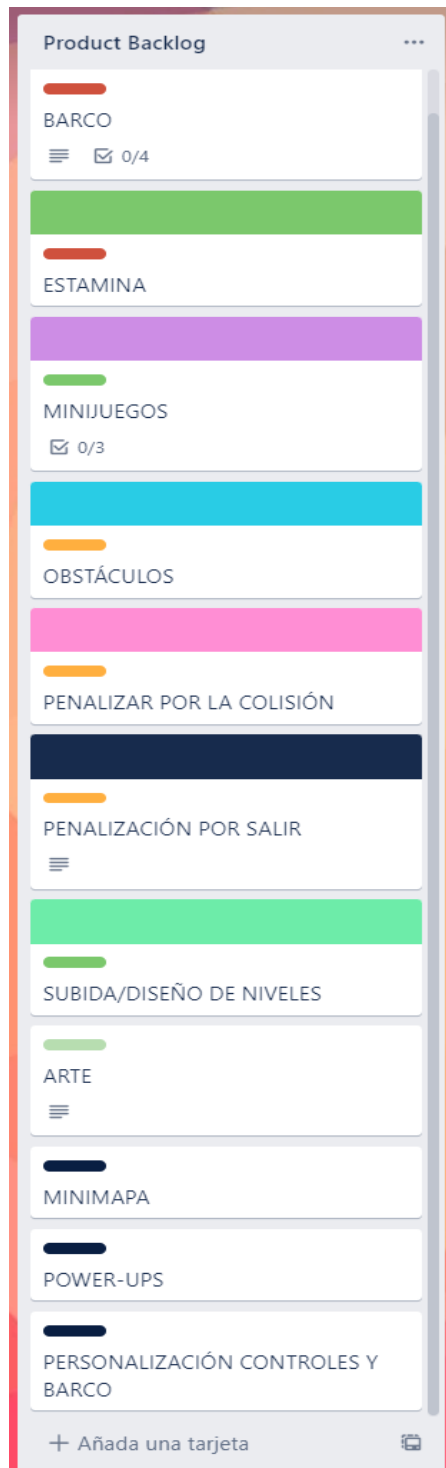 Product Backlog
BARCO
0/4
ESTAMINA
MINIJUEGOS
0/3
OBSTÁCULOS
PENALIZAR POR LA COLISIÓN
PENALIZACIÓN POR SALIR
SUBIDA/DISEÑO DE NIVELES
ARTE
MINIMAPA
POWER-UPS
PERSONALIZACIÓN CONTROLES Y
BARCO
+ Añada una tarjeta